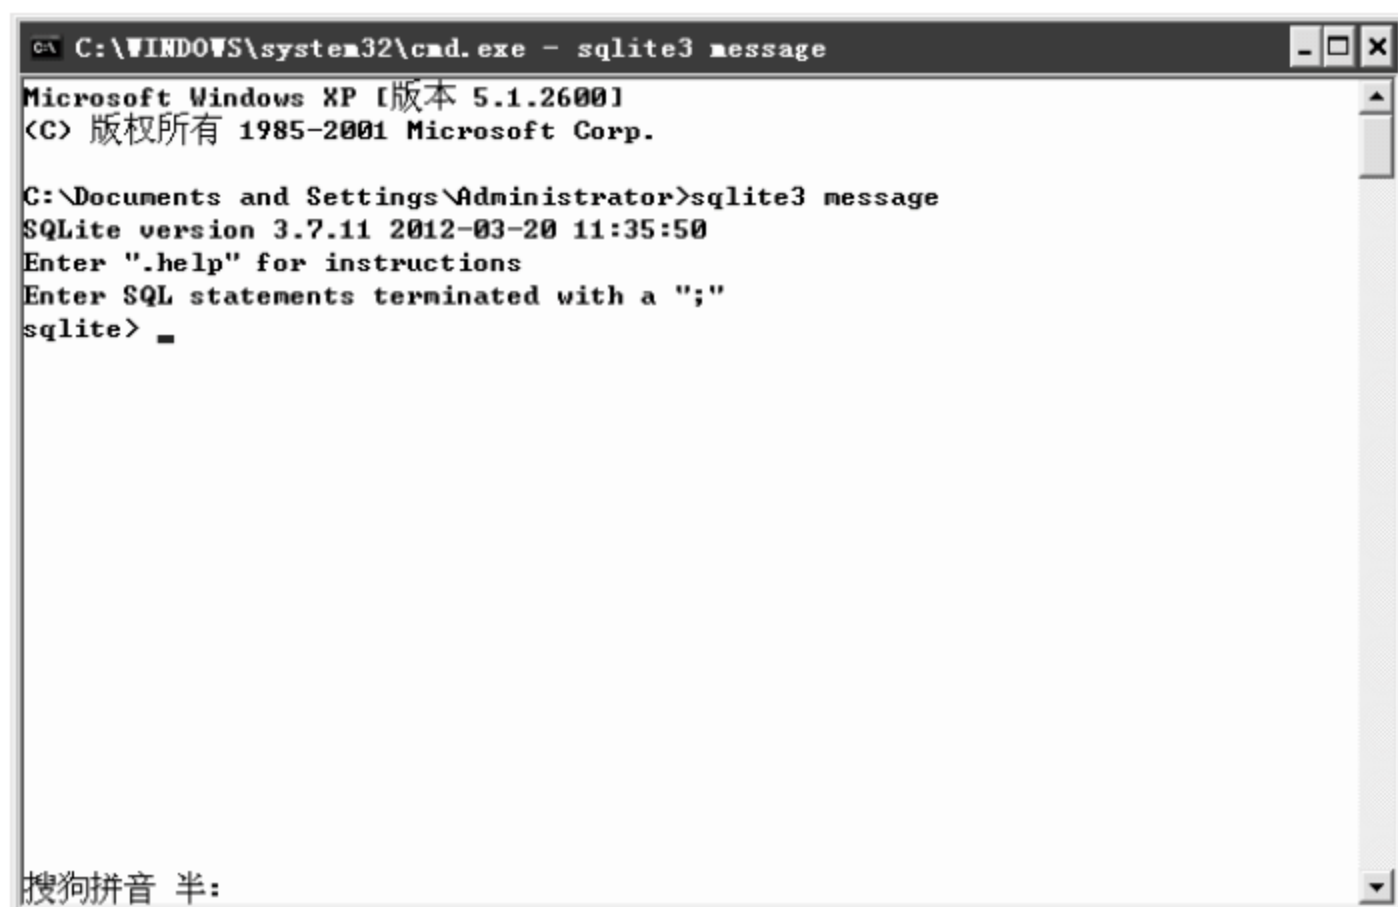 C:\WINDOWS\system32\cmd.exe - sqlite3 message
Microsoft Windows XP [版本 5.1.2600]
(C) 版权所有 1985-2001 Microsoft Corp.
C:\Documents and Settings\Administrator>sqlite3 message
SQLite version 3.7.11 2012-03-20 11:35:50
Enter ".help" for instructions
Enter SQL statements terminated with a ";"
sqlite> _
搜狗拼音 半: